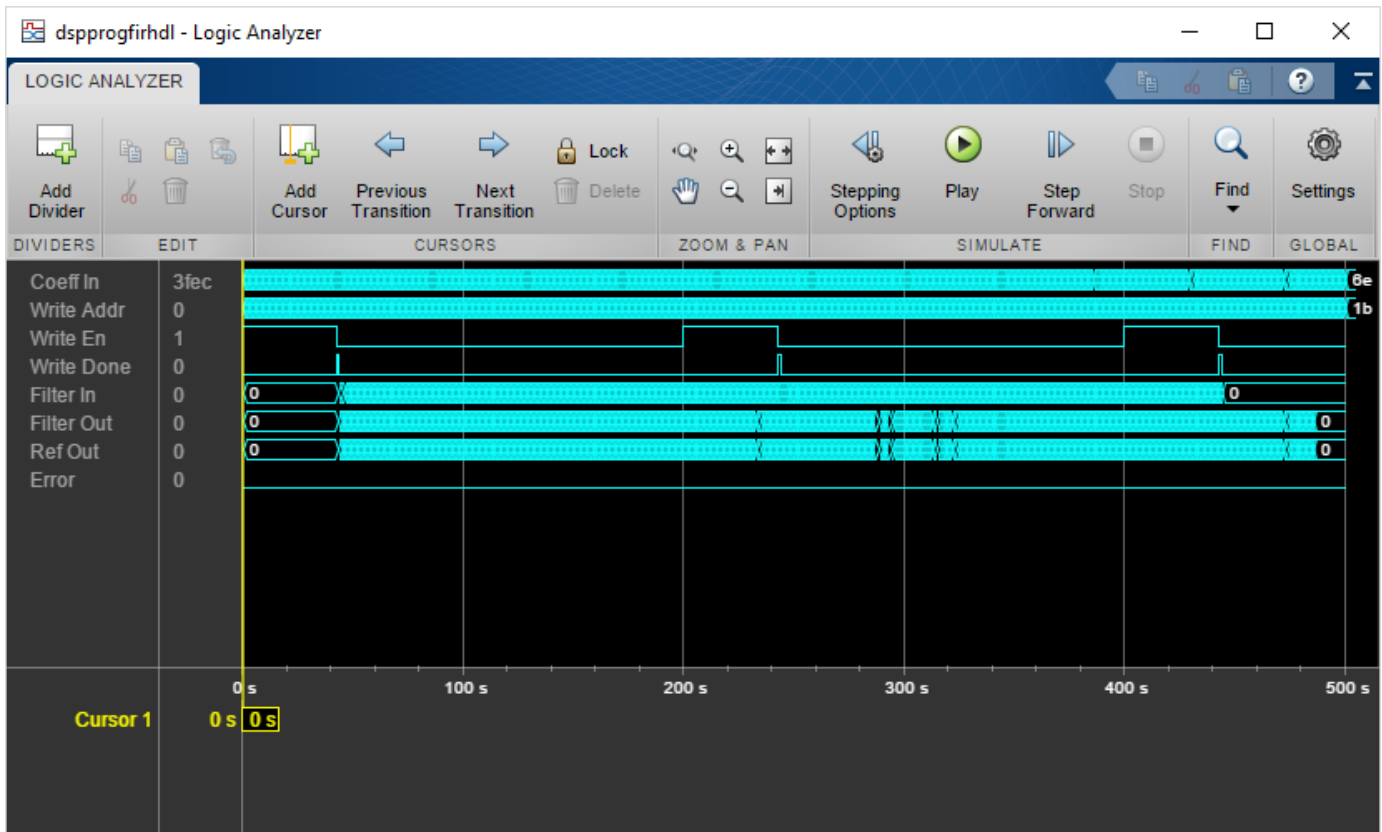 dspprogfirhdl - Logic Analyzer
LOGIC ANALYZER
?
Add Divider
Add Cursor
Previous Transition
Next Transition
Lock
Delete
Stepping Options
Play
Step Forward
Stop
Find
Settings
DIVIDERS EDIT CURSORS ZOOM & PAN SIMULATE FIND GLOBAL
Coeff In 3fec 6e
Write Addr 0 1b
Write En 1
Write Done 0
Filter In 0 0 0
Filter Out 0 0 0
Ref Out 0 0 0
Error 0
0 s 100 s 200 s 300 s 400 s 500 s
Cursor 1 0 s 0 s